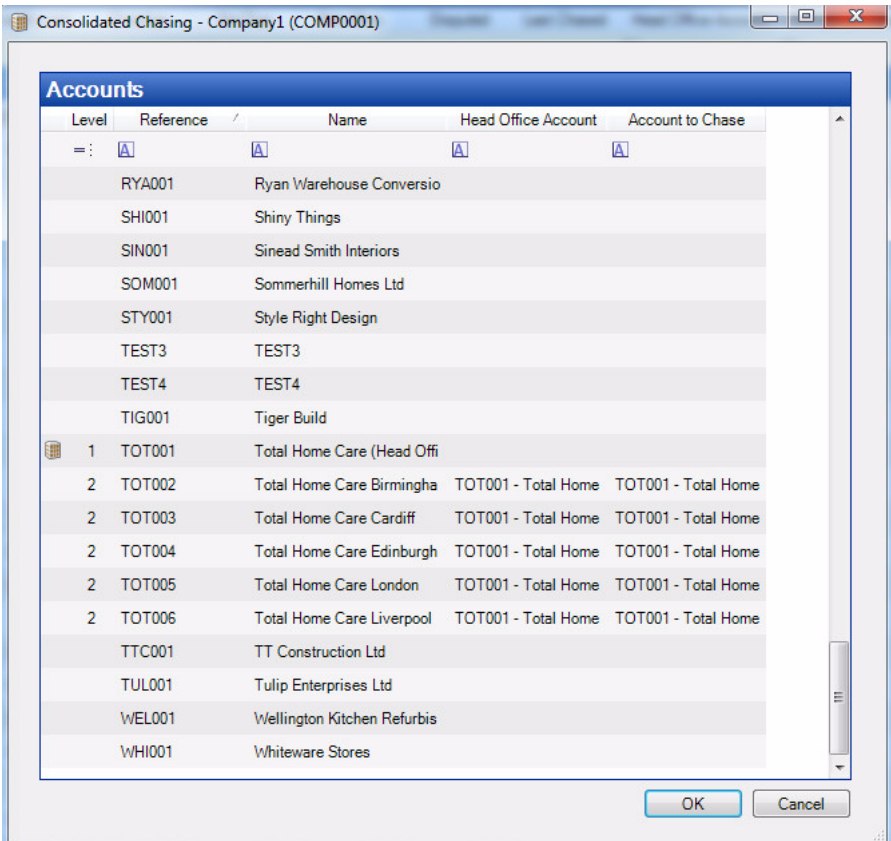 Consolidated Chasing - Company1 (COMP0001)
Accounts
Level Reference Name Head Office Account Account to Chase
RYA001 Ryan Warehouse Conversio
SHI001 Shiny Things
SIN001 Sinead Smith Interiors
SOM001 Sommerhill Homes Ltd
STY001 Style Right Design
TEST3 TEST3
TEST4 TEST4
TIG001 Tiger Build
1 TOT001 Total Home Care (Head Offi
2 TOT002 Total Home Care Birmingha TOT001 - Total Home TOT001 - Total Home
2 TOT003 Total Home Care Cardiff TOT001 - Total Home TOT001 - Total Home
2 TOT004 Total Home Care Edinburgh TOT001 - Total Home TOT001 - Total Home
2 TOT005 Total Home Care London TOT001 - Total Home TOT001 - Total Home
2 TOT006 Total Home Care Liverpool TOT001 - Total Home TOT001 - Total Home
TTC001 TT Construction Ltd
TUL001 Tulip Enterprises Ltd
WEL001 Wellington Kitchen Refurbis
WHI001 Whiteware Stores
OK Cancel